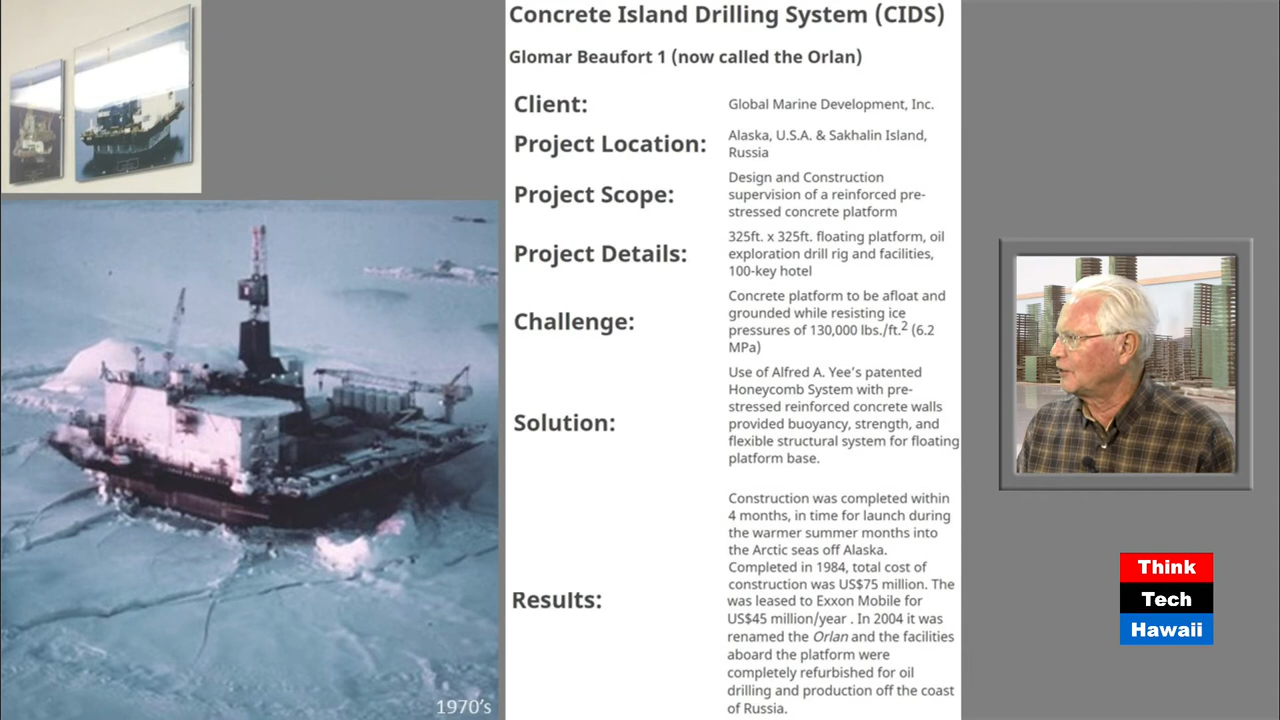 Concrete Island Drilling System (CIDS)
Glomar Beaufort 1 (now called the Orlan)
Client:
Global Marine Development, Inc.
Project Location:
Alaska, U.S.A. & Sakhalin Island,
Russia
Project Scope:
Design and Construction
supervision of a reinforced pre-
stressed concrete platform
Project Details:
325ft. x 325ft. floating platform, oil
exploration drill rig and facilities,
100-key hotel
Challenge:
Concrete platform to be afloat and
grounded while resisting ice
pressures of 130,000 lbs./ft.2 (6.2
MPa)
Solution:
Use of Alfred A. Yee's patented
Honeycomb System with pre-
stressed reinforced concrete walls
provided buoyancy, strength, and
flexible structural system for floating
platform base.
Results:
Construction was completed within
4 months, in time for launch during
the warmer summer months into
the Arctic seas off Alaska.
Completed in 1984, total cost of
construction was US$75 million. The
was leased to Exxon Mobile for
US$45 million/year . In 2004 it was
renamed the Orlan and the facilities
aboard the platform were
completely refurbished for oil
drilling and production off the coast
of Russia.
1970's
Think
Tech
Hawaii